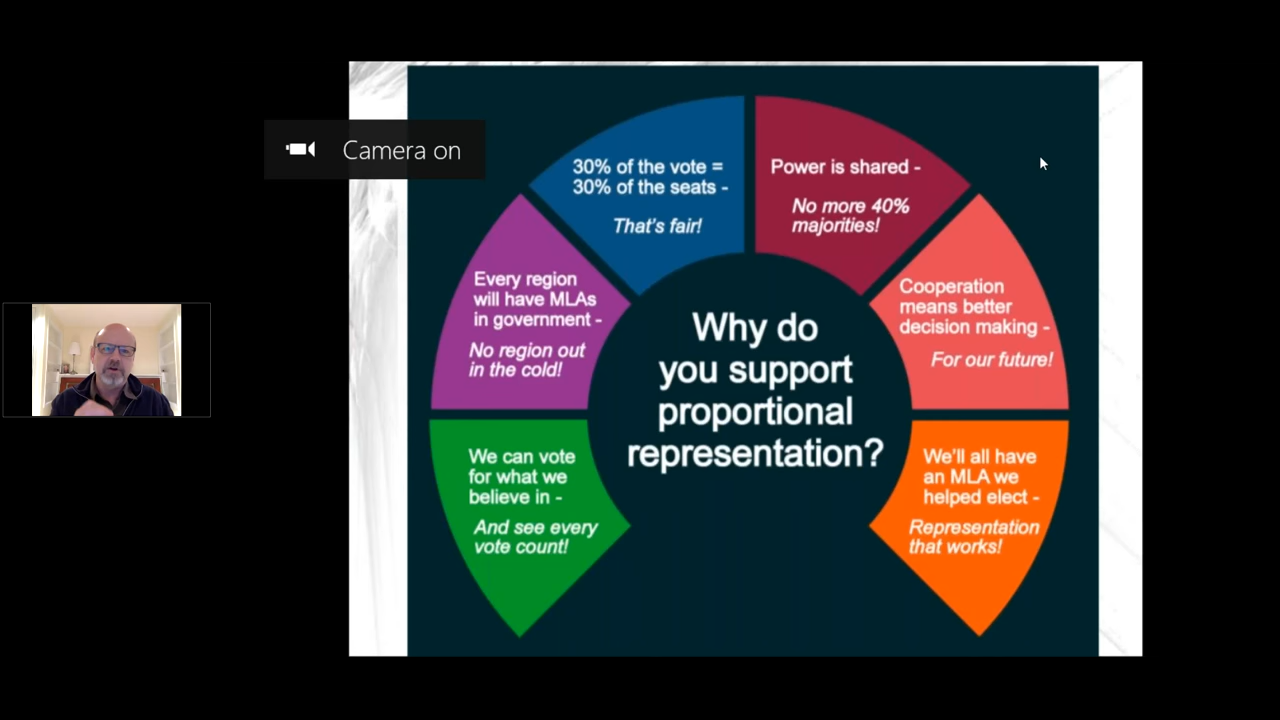 Camera on
30% of the vote =
30% of the seats -
That's fair!
Power is shared -
No more 40%
majorities!
Every region
will have MLAs
in government -
No region out
in the cold!
Cooperation
means better
decision making -
For our future!
Why do
you support
proportional
representation?
We can vote
for what we
believe in -
And see every
vote count!
We'll all have
an MLA we
helped elect -
Representation
that works!